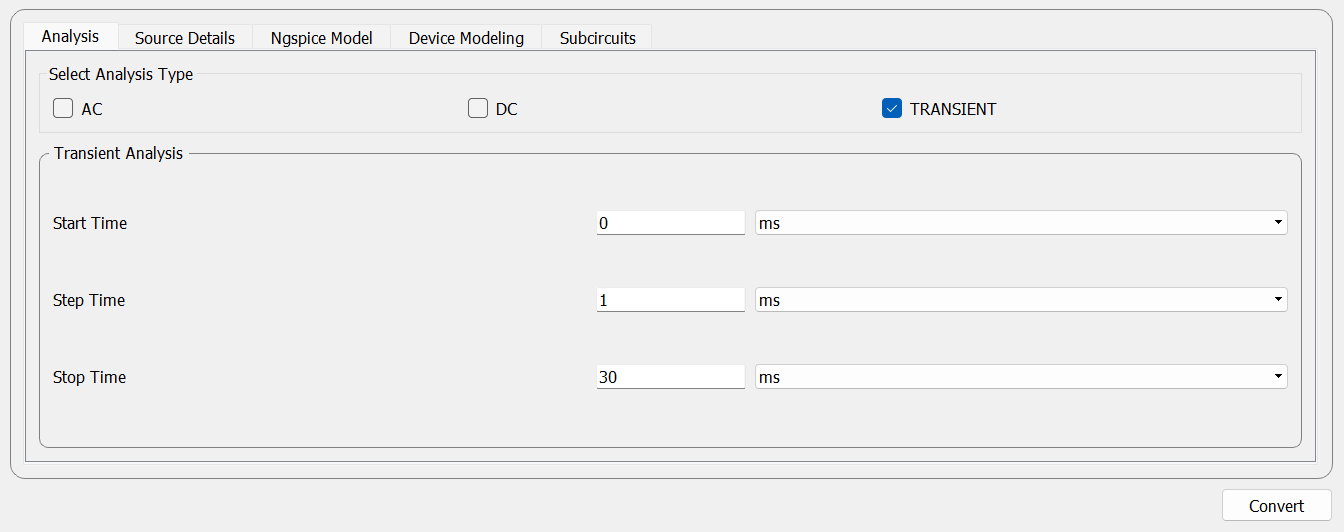 Analysis Source Details Ngspice Model Device Modeling Subcircuits
Select Analysis Type
AC DC TRANSIENT
Transient Analysis
Start Time 0 ms
Step Time 1 ms
Stop Time 30 ms
Convert